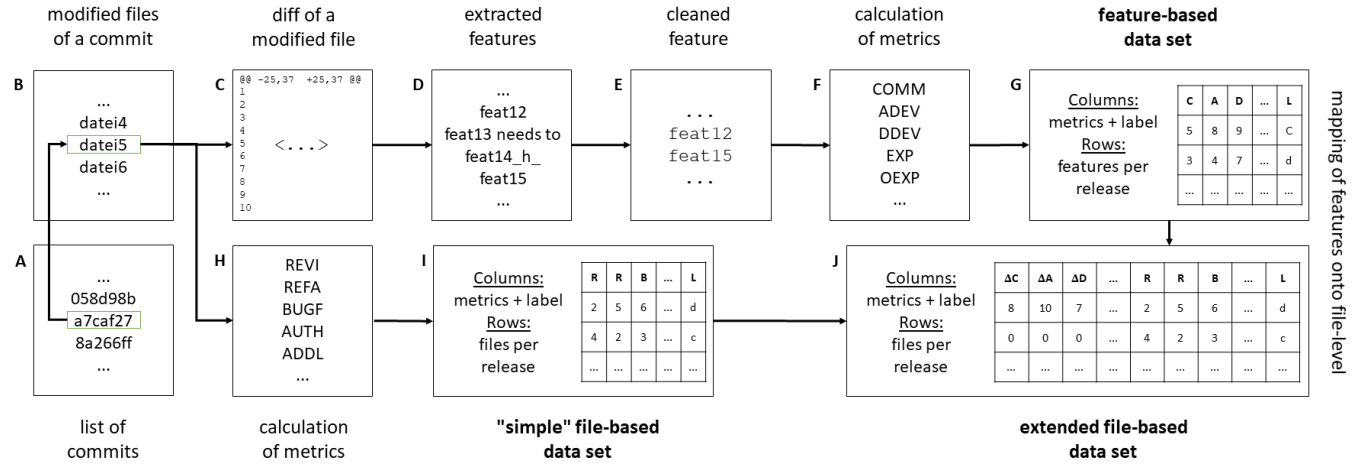 modified files
of a commit
diff of a
modified file
extracted
features
cleaned
feature
calculation
of metrics
feature-based
data set
B
...
datei4
datei5
datei6
...
C
@@ -25,37 +25,37 @@
1
2
3
4
5
6
7
8
9
10
<...>
D
...
feat12
feat13 needs to
feat14_h_
feat15
...
E
...
feat12
feat15
...
F
COMM
ADEV
DDEV
EXP
OEXP
...
G
Columns:
metrics + label
Rows:
features per
release
C A D ... L
5 8 9 ... C
3 4 7 ... d
... ... ... ... ...
mapping of features onto file-level
A
...
058d98b
a7caf27
8a266ff
...
H
REVI
REFA
BUGF
AUTH
ADDL
...
I
Columns:
metrics + label
Rows:
files per
release
R R B ... L
2 5 6 ... d
4 2 3 ... c
... ... ... ... ...
J
Columns:
metrics + label
Rows:
files per
release
ΔC ΔA ΔD ... R R B ... L
8 10 7 ... 2 5 6 ... d
0 0 0 ... 4 2 3 ... c
... ... ... ... ... ... ... ... ...
list of
commits
calculation
of metrics
"simple" file-based
data set
extended file-based
data set